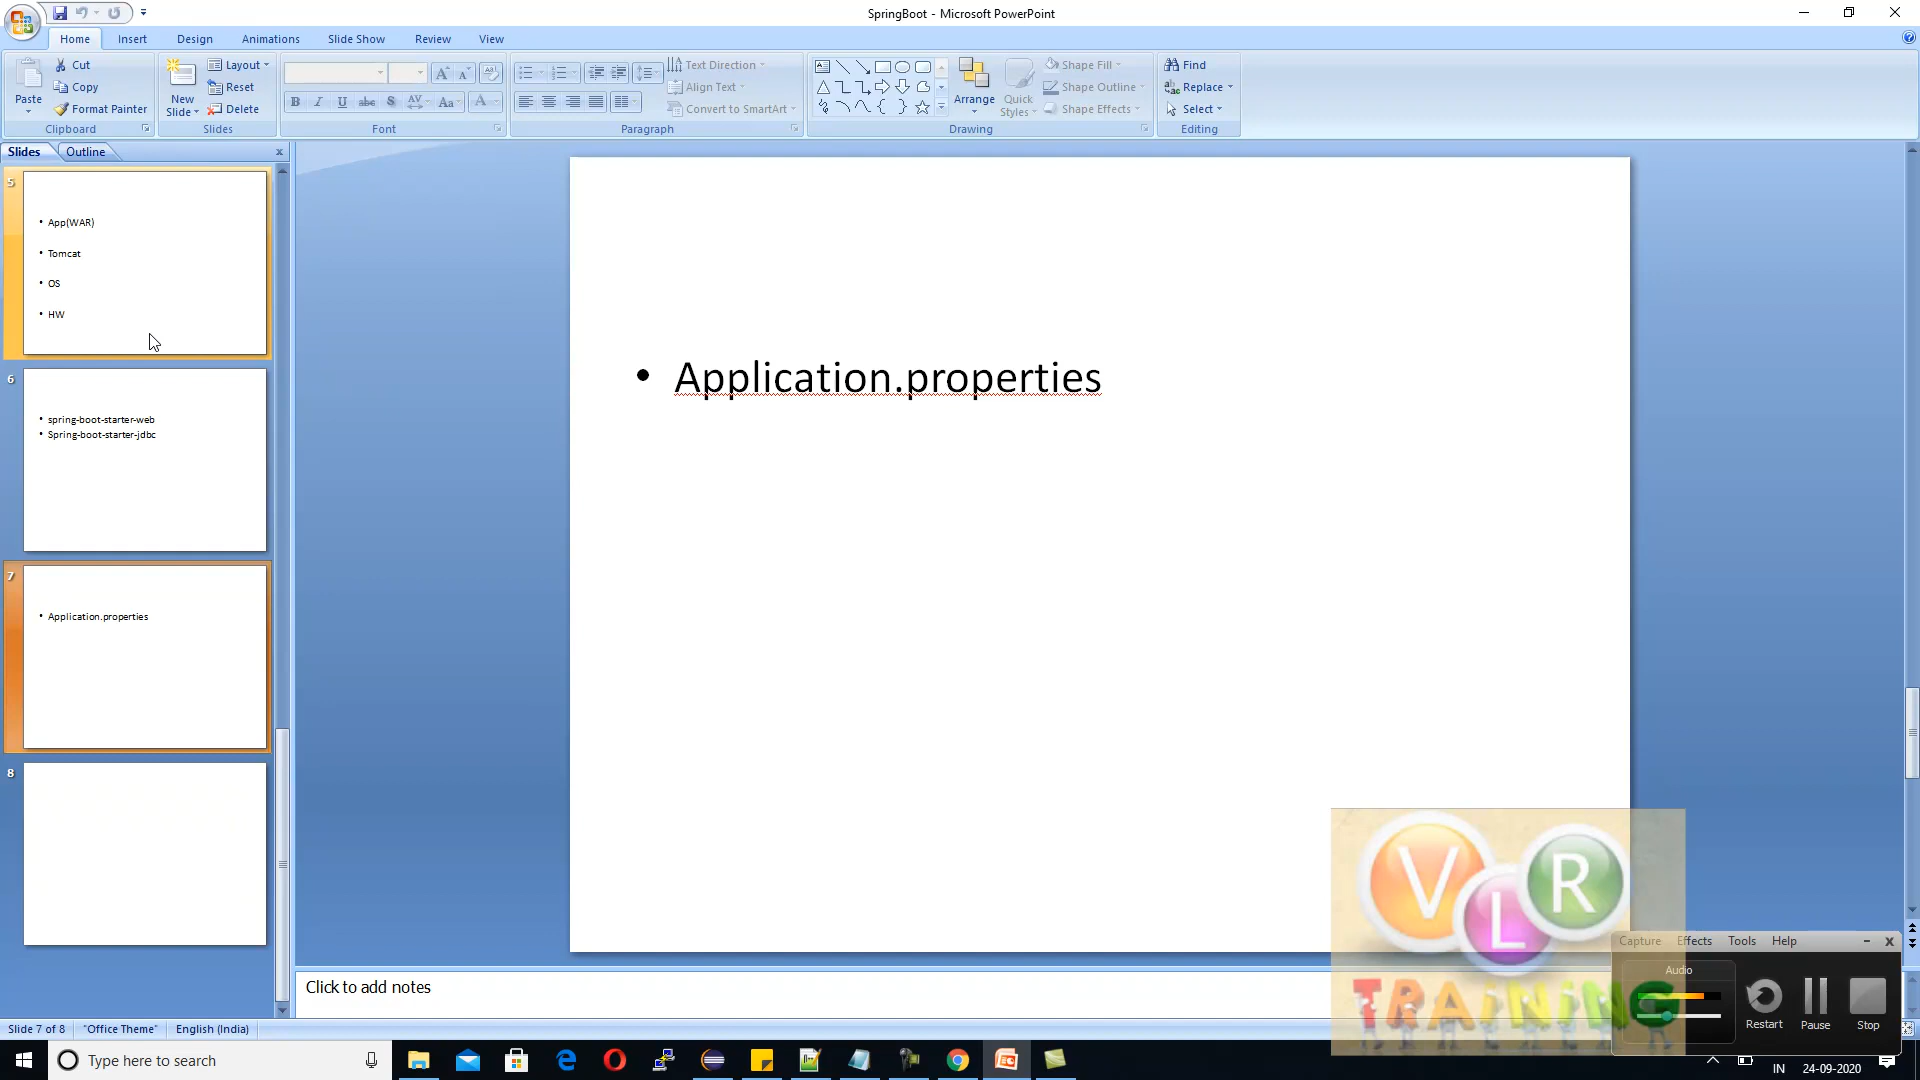 SpringBoot - Microsoft PowerPoint
Home Insert Design Animations Slide Show Review View
Paste
Cut
Copy
Format Painter
Clipboard
New
Slide
Layout
Reset
Delete
Slides
B I U abc S AV Aa A
Font
Text Direction
Align Text
Convert to SmartArt
Paragraph
Arrange
Quick
Styles
Shape Fill
Shape Outline
Shape Effects
Drawing
Find
Replace
Select
Editing
Slides Outline x
5
• App(WAR)
• Tomcat
• OS
• HW
6
• spring-boot-starter-web
• Spring-boot-starter-jdbc
7
• Application.properties
8
• Application.properties
Click to add notes
VLR
TRAINING
Capture Effects Tools Help
Audio
Restart Pause Stop
Slide 7 of 8 "Office Theme" English (India)
Type here to search
IN 24-09-2020